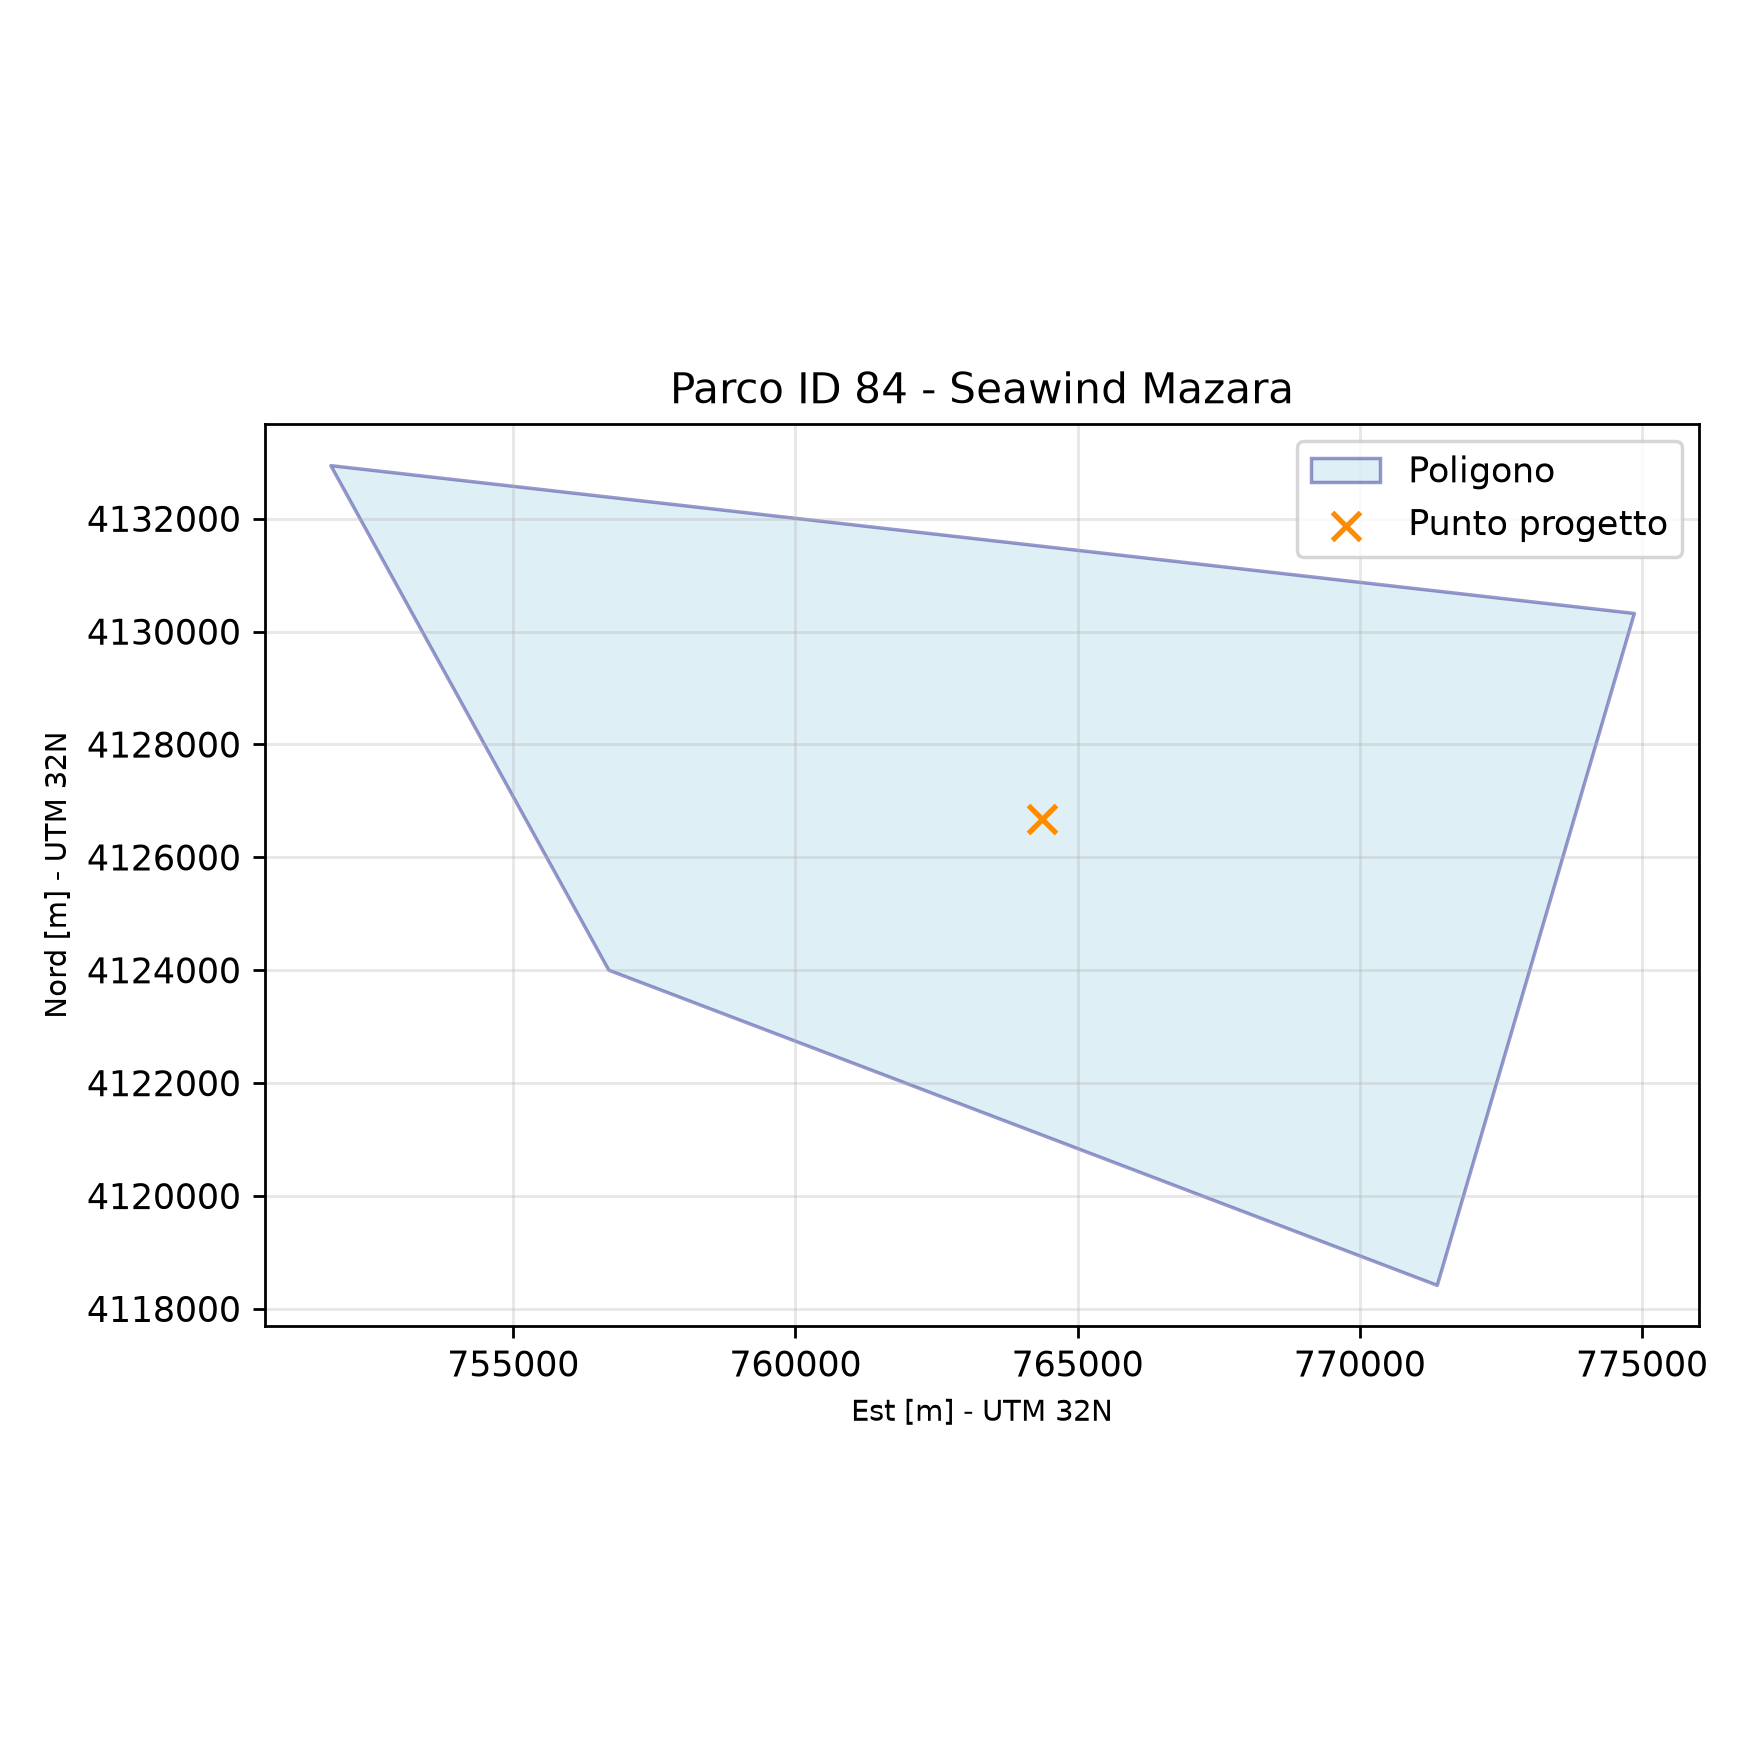 Parco ID 84 - Seawind Mazara
Poligono
Punto progetto
Nord [m] - UTM 32N
4132000
4130000
4128000
4126000
4124000
4122000
4120000
4118000
755000 760000 765000 770000 775000
Est [m] - UTM 32N